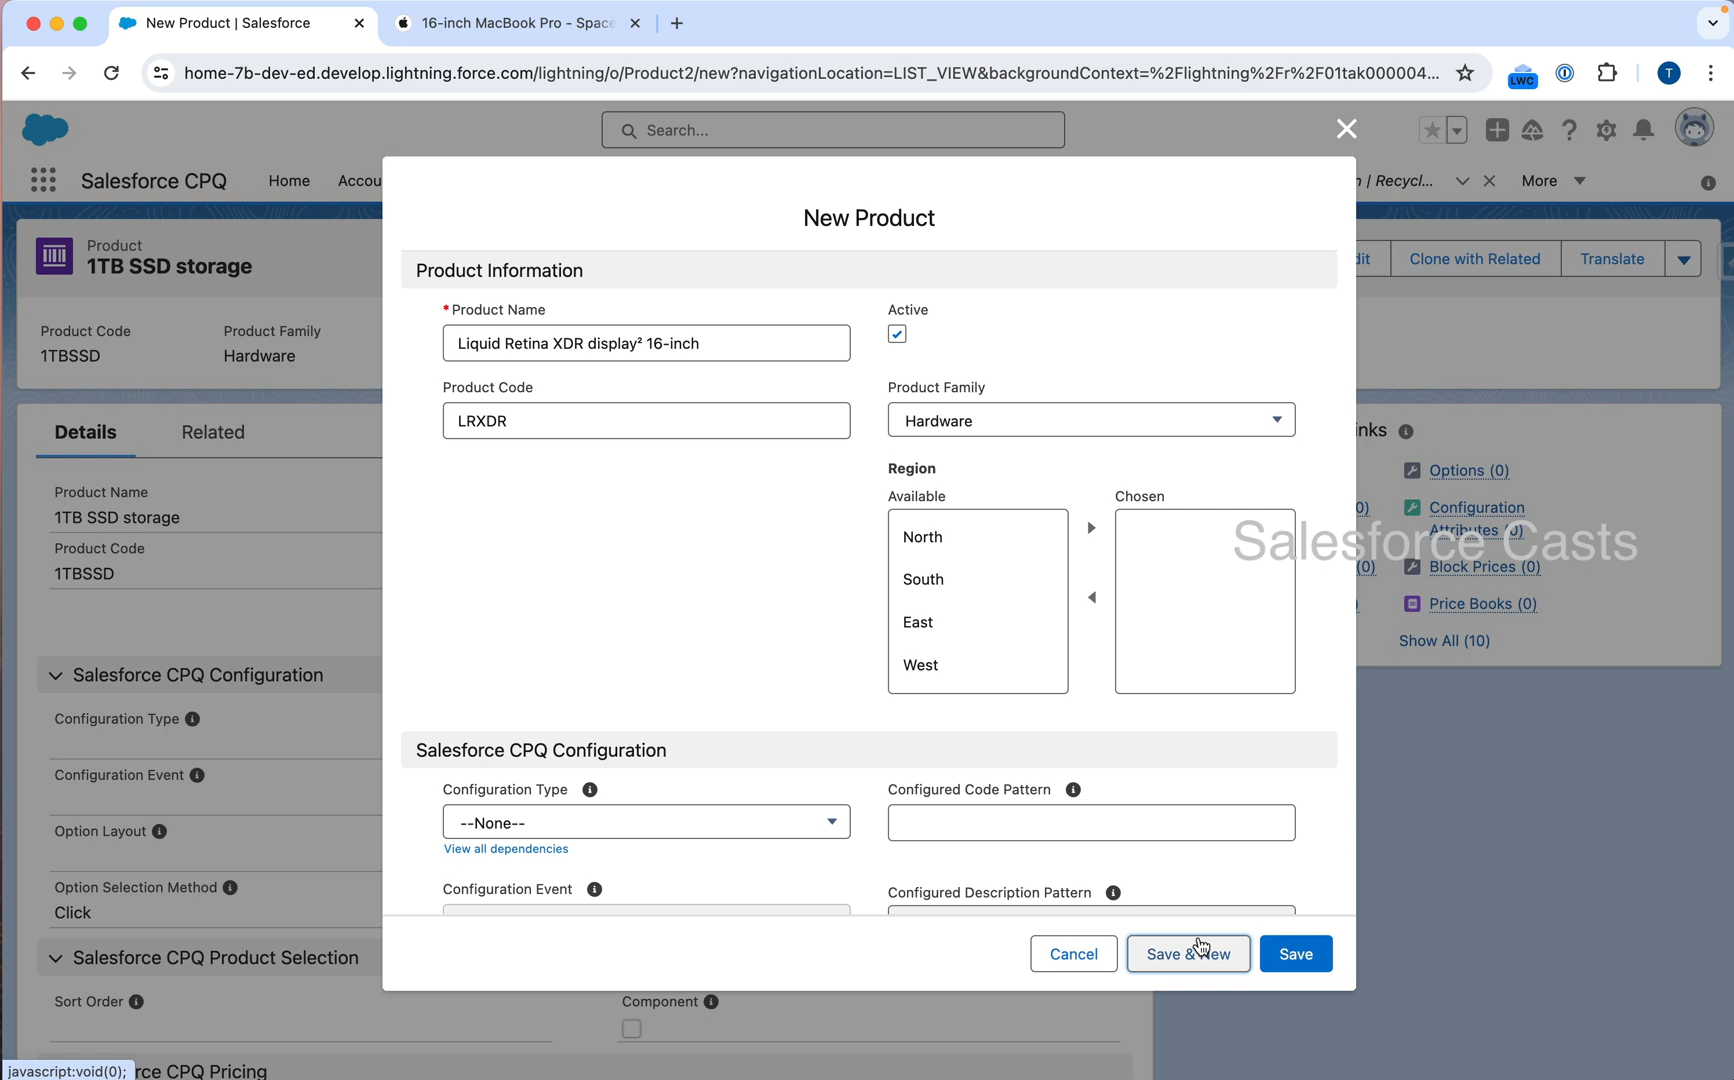 New Product | Salesforce
16-inch MacBook Pro - Space
home-7b-dev-ed.develop.lightning.force.com/lightning/o/Product2/new?navigationLocation=LIST_VIEW&backgroundContext=%2Flightning%2Fr%2F01tak000004...
LWC
T
Search...
Salesforce CPQ
Home
Accou
n | Recycl...
More
Product
1TB SSD storage
dit
Clone with Related
Translate
Product Code
Product Family
1TBSSD
Hardware
Details
Related
Product Name
1TB SSD storage
Product Code
1TBSSD
Salesforce CPQ Configuration
Configuration Type
Configuration Event
Option Layout
Option Selection Method
Click
Salesforce CPQ Product Selection
Sort Order
Component
rce CPQ Pricing
javascript:void(0);
New Product
Product Information
*Product Name
Active
Liquid Retina XDR display² 16-inch
Product Code
Product Family
LRXDR
Hardware
Region
Available
Chosen
North
South
East
West
Salesforce CPQ Configuration
Configuration Type
Configured Code Pattern
--None--
View all dependencies
Configuration Event
Configured Description Pattern
Cancel
Save & New
Save
inks
Options (0)
0)
Configuration
Attributes (0)
(0)
Block Prices (0)
)
Price Books (0)
Show All (10)
Salesforce Casts